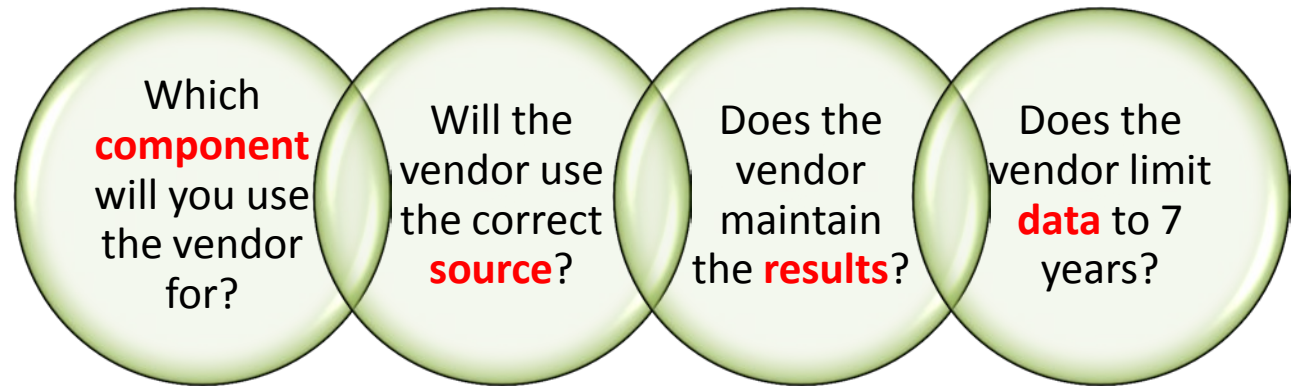 Which
component
will you use
the vendor
for?
Will the
vendor use
the correct
source?
Does the
vendor
maintain
the results?
Does the
vendor limit
data to 7
years?